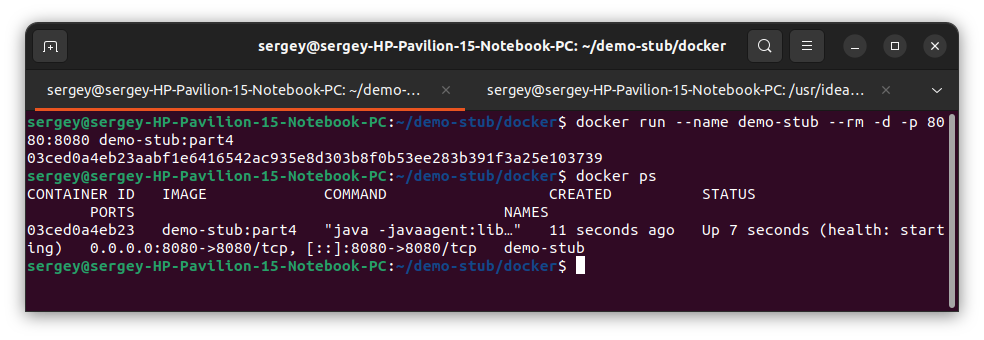 sergey@sergey-HP-Pavilion-15-Notebook-PC: ~/demo-stub/docker
sergey@sergey-HP-Pavilion-15-Notebook-PC: ~/demo-…
sergey@sergey-HP-Pavilion-15-Notebook-PC: /usr/idea…
sergey@sergey-HP-Pavilion-15-Notebook-PC:~/demo-stub/docker$ docker run --name demo-stub --rm -d -p 80
80:8080 demo-stub:part4
03ced0a4eb23aabf1e6416542ac935e8d303b8f0b53ee283b391f3a25e103739
sergey@sergey-HP-Pavilion-15-Notebook-PC:~/demo-stub/docker$ docker ps
CONTAINER ID   IMAGE             COMMAND                  CREATED          STATUS
       PORTS                                         NAMES
03ced0a4eb23   demo-stub:part4   "java -javaagent:lib…"   11 seconds ago   Up 7 seconds (health: start
ing)   0.0.0.0:8080->8080/tcp, [::]:8080->8080/tcp   demo-stub
sergey@sergey-HP-Pavilion-15-Notebook-PC:~/demo-stub/docker$